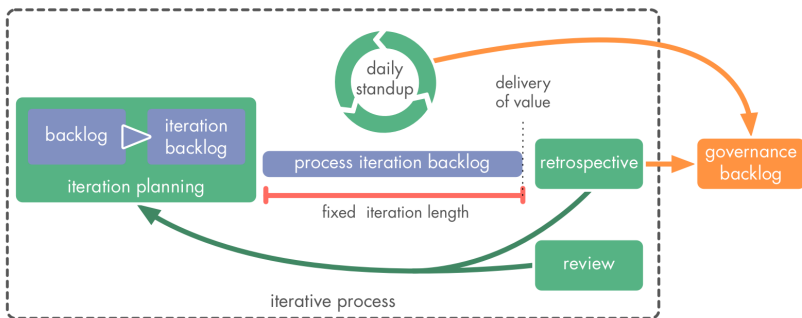 daily
standup
delivery
of value
backlog
iteration
backlog
iteration planning
process iteration backlog
fixed iteration length
retrospective
governance
backlog
review
iterative process